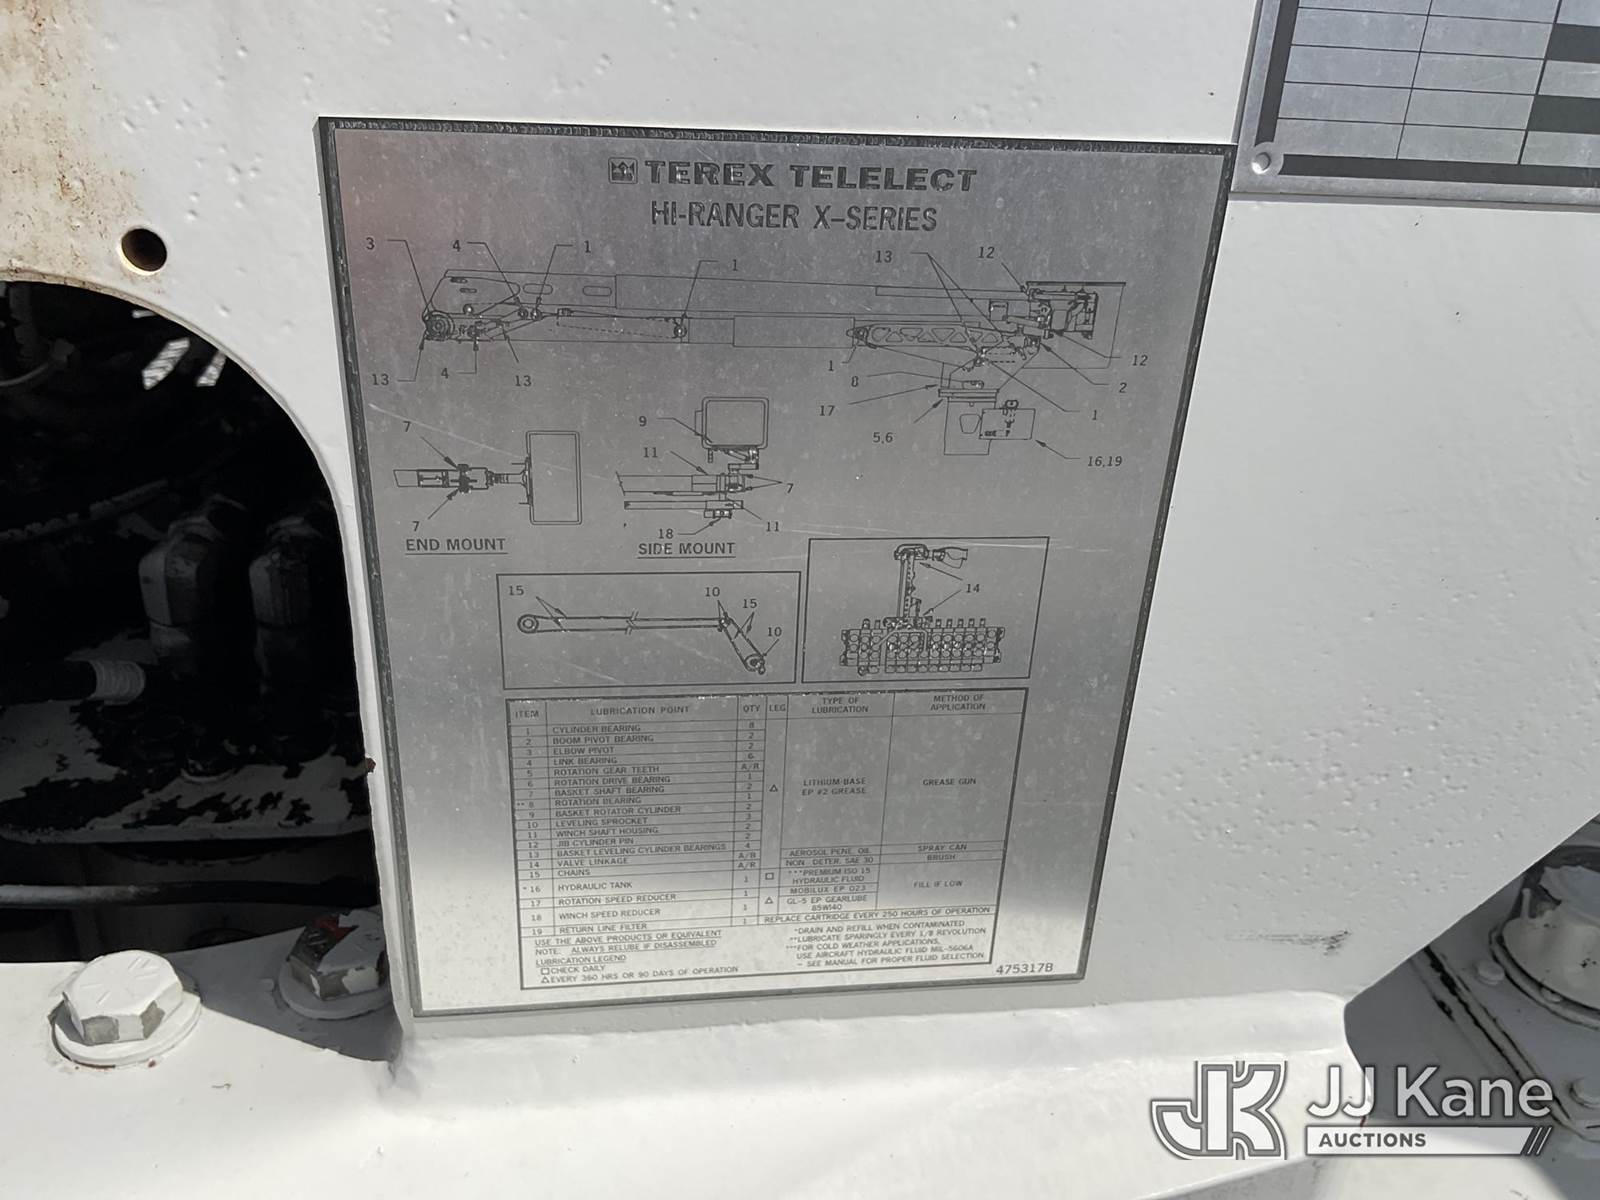 TEREX TELELECT
HI-RANGER X-SERIES
3 4 1 1 13 12
13 4 13 1 8 12 2
17 1
5,6
16,19
7 9 11
7 7
11
18
END MOUNT
SIDE MOUNT
15 10 15 10
14
ITEM LUBRICATION POINT QTY LEG TYPE OF LUBRICATION METHOD OF APPLICATION
1 CYLINDER BEARING 8
2 BOOM PIVOT BEARING 2
3 ELBOW PIVOT 2
4 LINK BEARING 6
5 ROTATION GEAR TEETH A/R
6 ROTATION DRIVE BEARING 1
7 BASKET SHAFT BEARING 2
**8 ROTATION BEARING 1
9 BASKET ROTATOR CYLINDER 2
10 LEVELING SPROCKET 3
11 WINCH SHAFT HOUSING 2
12 JIB CYLINDER PIN 2
13 BASKET LEVELING CYLINDER BEARINGS 4
△ LITHIUM BASE EP #2 GREASE GREASE GUN
14 VALVE LINKAGE A/R AEROSOL PENE. OIL SPRAY CAN
15 CHAINS A/R NON-DETER. SAE 30 BRUSH
*16 HYDRAULIC TANK 1 □ ***PREMIUM ISO 15 HYDRAULIC FLUID FILL IF LOW
17 ROTATION SPEED REDUCER 1 △ MOBILUX EP 023
18 WINCH SPEED REDUCER 1 GL-5 EP GEARLUBE 85W140
19 RETURN LINE FILTER 1 REPLACE CARTRIDGE EVERY 250 HOURS OF OPERATION
USE THE ABOVE PRODUCTS OR EQUIVALENT
NOTE: ALWAYS RELUBE IF DISASSEMBLED
LUBRICATION LEGEND
□CHECK DAILY
△EVERY 360 HRS OR 90 DAYS OF OPERATION
*DRAIN AND REFILL WHEN CONTAMINATED
**LUBRICATE SPARINGLY EVERY 1/8 REVOLUTION
***FOR COLD WEATHER APPLICATIONS,
USE AIRCRAFT HYDRAULIC FLUID MIL-5606A
- SEE MANUAL FOR PROPER FLUID SELECTION
475317B
JK JJ Kane
AUCTIONS